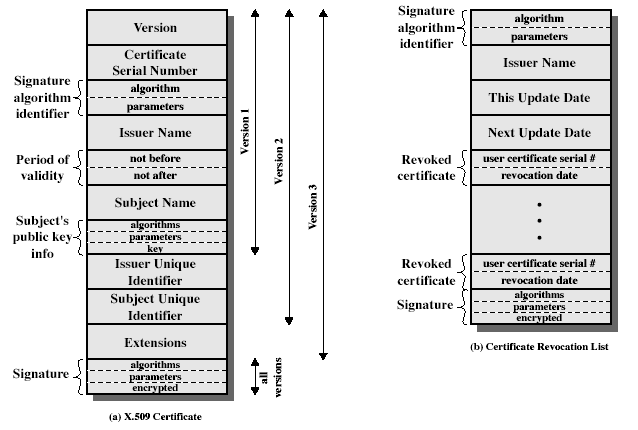 Version
Certificate
Serial Number
Signature
algorithm
identifier
algorithm
parameters
Issuer Name
Period of
validity
not before
not after
Subject Name
Subject's
public key
info
algorithms
parameters
key
Issuer Unique
Identifier
Subject Unique
Identifier
Extensions
Signature
algorithms
parameters
encrypted
Version 1
Version 2
Version 3
all
versions
(a) X.509 Certificate
Signature
algorithm
identifier
algorithm
parameters
Issuer Name
This Update Date
Next Update Date
Revoked
certificate
user certificate serial #
revocation date
Revoked
certificate
user certificate serial #
revocation date
Signature
algorithms
parameters
encrypted
(b) Certificate Revocation List